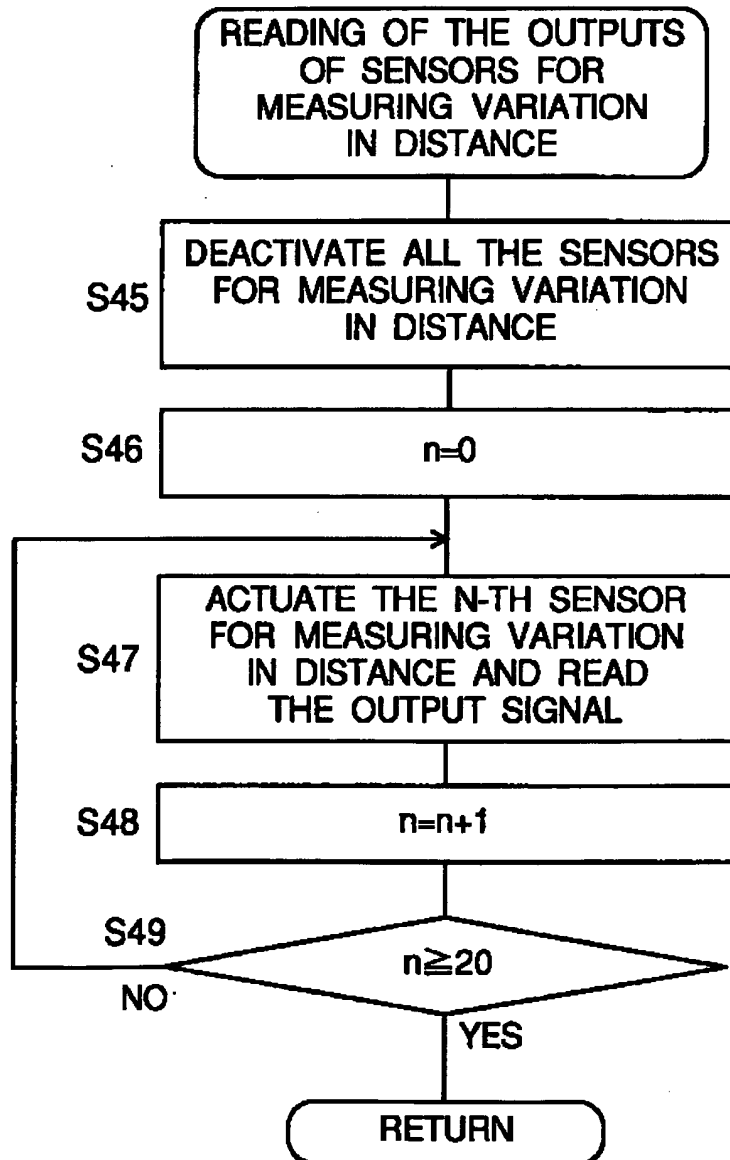 READING OF THE OUTPUTS
OF SENSORS FOR
MEASURING VARIATION
IN DISTANCE
S45
DEACTIVATE ALL THE SENSORS
FOR MEASURING VARIATION
IN DISTANCE
S46
n=0
S47
ACTUATE THE N-TH SENSOR
FOR MEASURING VARIATION
IN DISTANCE AND READ
THE OUTPUT SIGNAL
S48
n=n+1
S49
n≧20
NO
YES
RETURN